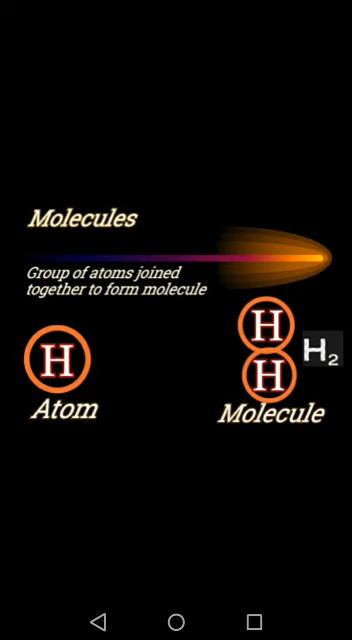 Molecules
Group of atoms joined
together to form molecule
H
H
H
H₂
Atom
Molecule